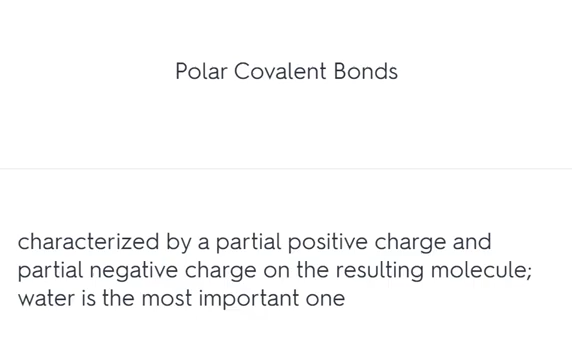 Polar Covalent Bonds
characterized by a partial positive charge and
partial negative charge on the resulting molecule;
water is the most important one